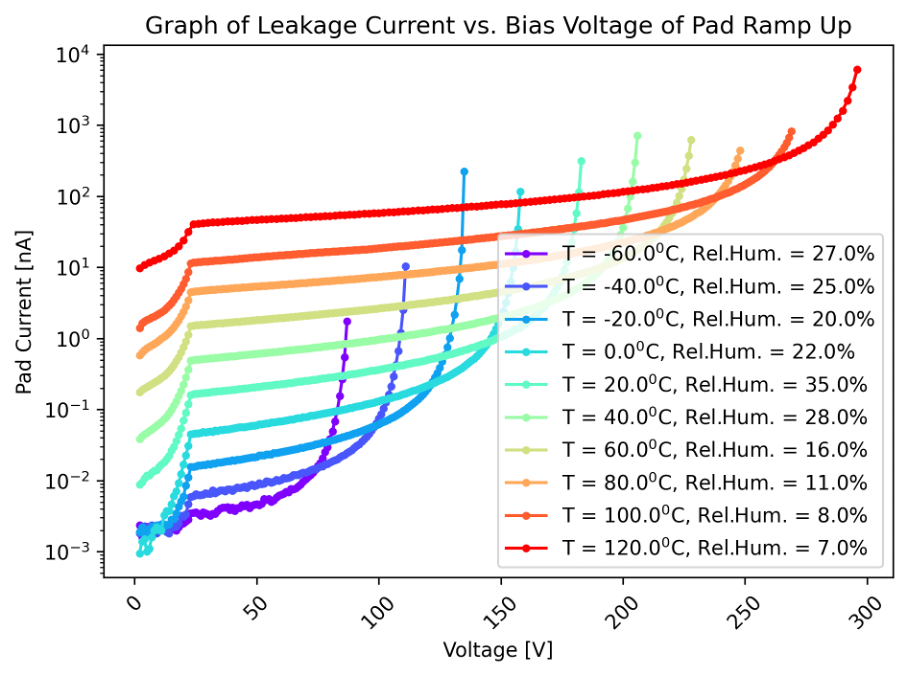 Graph of Leakage Current vs. Bias Voltage of Pad Ramp Up
Pad Current [nA]
10⁴
10³
10²
10¹
10⁰
10⁻¹
10⁻²
10⁻³
T = -60.0⁰C, Rel.Hum. = 27.0%
T = -40.0⁰C, Rel.Hum. = 25.0%
T = -20.0⁰C, Rel.Hum. = 20.0%
T = 0.0⁰C, Rel.Hum. = 22.0%
T = 20.0⁰C, Rel.Hum. = 35.0%
T = 40.0⁰C, Rel.Hum. = 28.0%
T = 60.0⁰C, Rel.Hum. = 16.0%
T = 80.0⁰C, Rel.Hum. = 11.0%
T = 100.0⁰C, Rel.Hum. = 8.0%
T = 120.0⁰C, Rel.Hum. = 7.0%
0
50
100
150
200
250
300
Voltage [V]